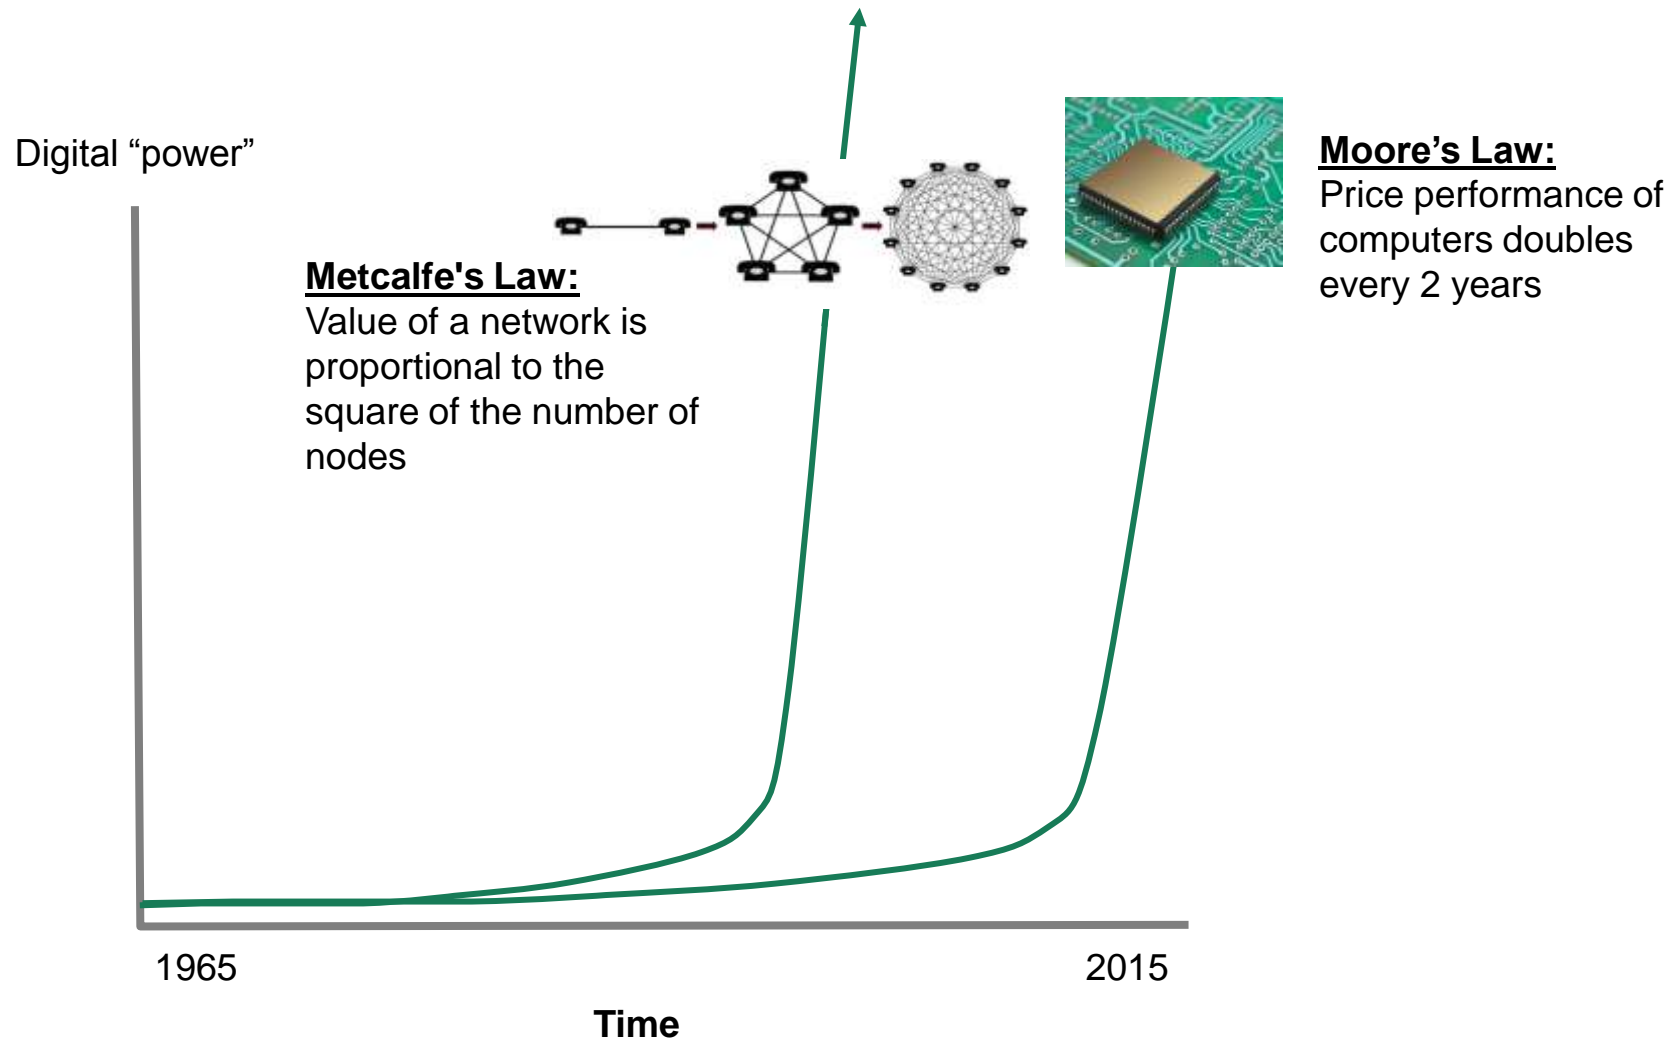 Digital “power”
Metcalfe's Law:
Value of a network is
proportional to the
square of the number of
nodes
Moore’s Law:
Price performance of
computers doubles
every 2 years
1965
2015
Time